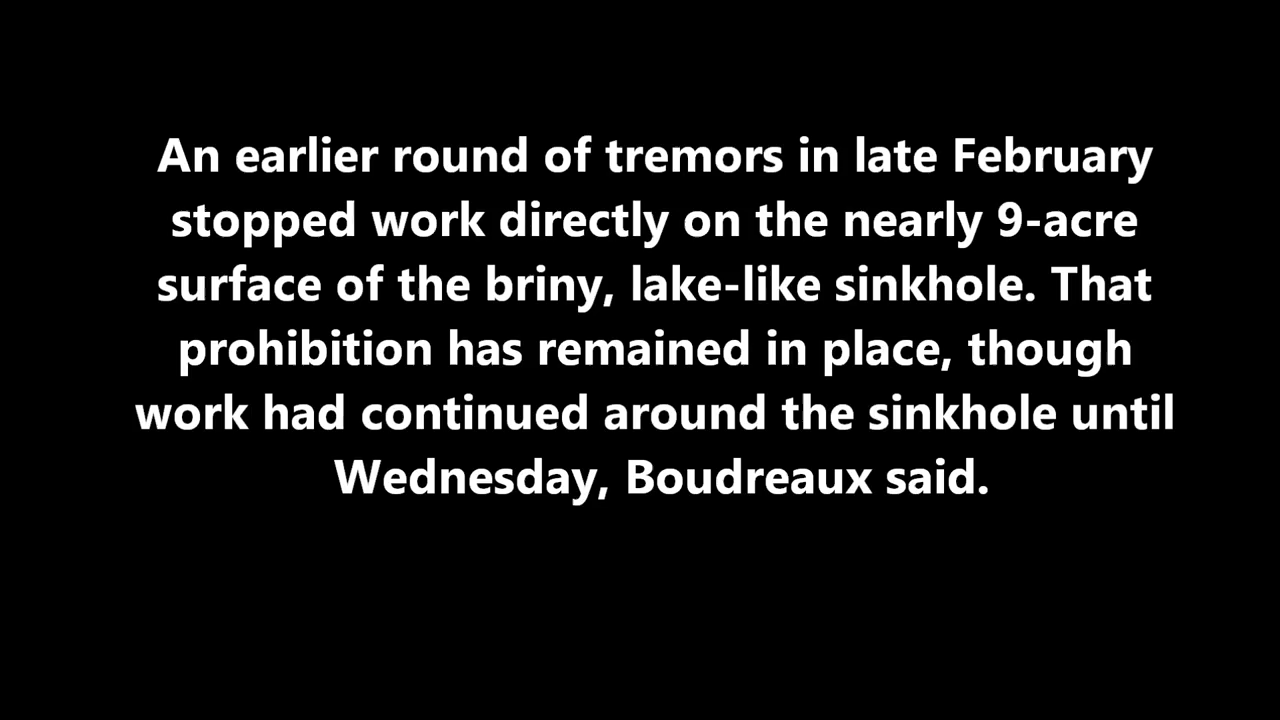 An earlier round of tremors in late February
stopped work directly on the nearly 9-acre
surface of the briny, lake-like sinkhole. That
prohibition has remained in place, though
work had continued around the sinkhole until
Wednesday, Boudreaux said.